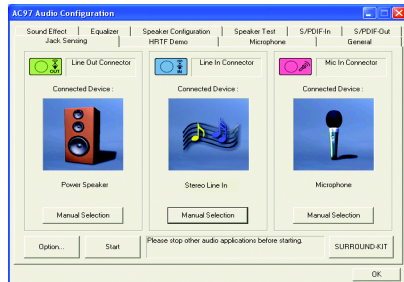 AC97 Audio Configuration
Sound Effect
Equalizer
Speaker Configuration
Speaker Test
S/PDIF-In
S/PDIF-Out
Jack Sensing
HRTF Demo
Microphone
General
OUT
Line Out Connector
IN
Line In Connector
Mic In Connector
Connected Device :
Connected Device :
Connected Device :
Power Speaker
Stereo Line In
Microphone
Manual Selection
Manual Selection
Manual Selection
Option...
Start
Please stop other audio applications before starting.
SURROUND-KIT
OK